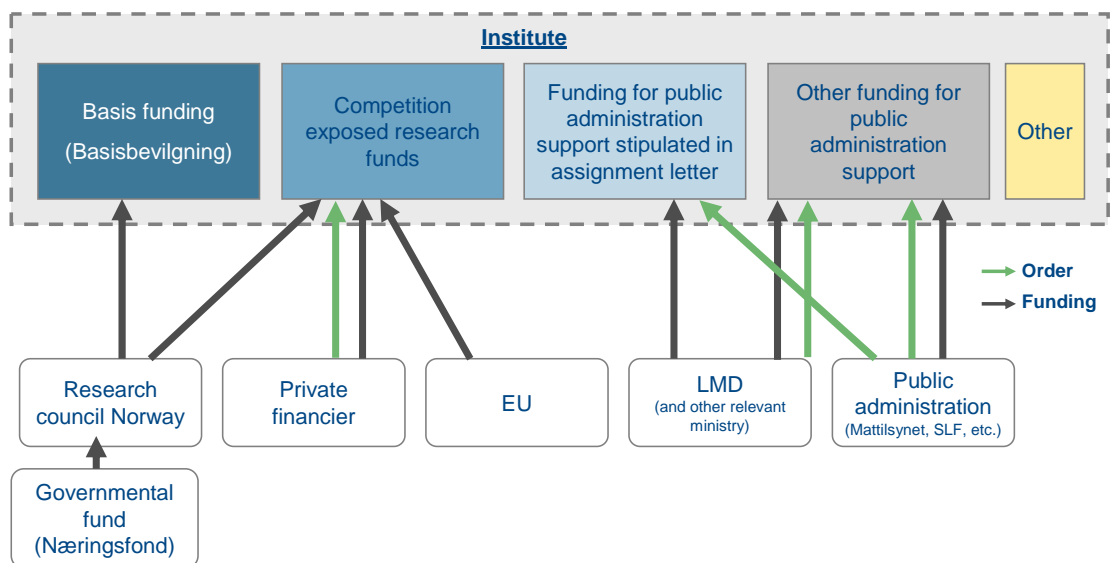 Institute
Basis funding
(Basisbevilgning)
Competition
exposed research
funds
Funding for public
administration
support stipulated in
assignment letter
Other funding for
public
administration
support
Other
Order
Funding
Research
council Norway
Private
financier
EU
LMD
(and other relevant
ministry)
Public
administration
(Mattilsynet, SLF, etc.)
Governmental
fund
(Næringsfond)